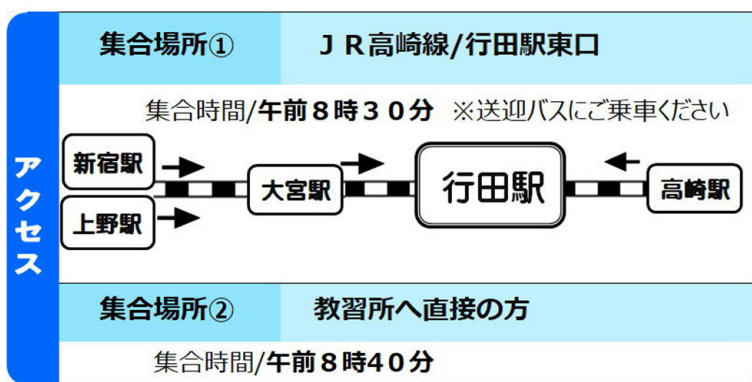 アクセス
集合場所① ＪＲ高崎線/行田駅東口
集合時間/午前８時３０分 ※送迎バスにご乗車ください
新宿駅
上野駅
大宮駅
行田駅
高崎駅
集合場所② 教習所へ直接の方
集合時間/午前８時４０分